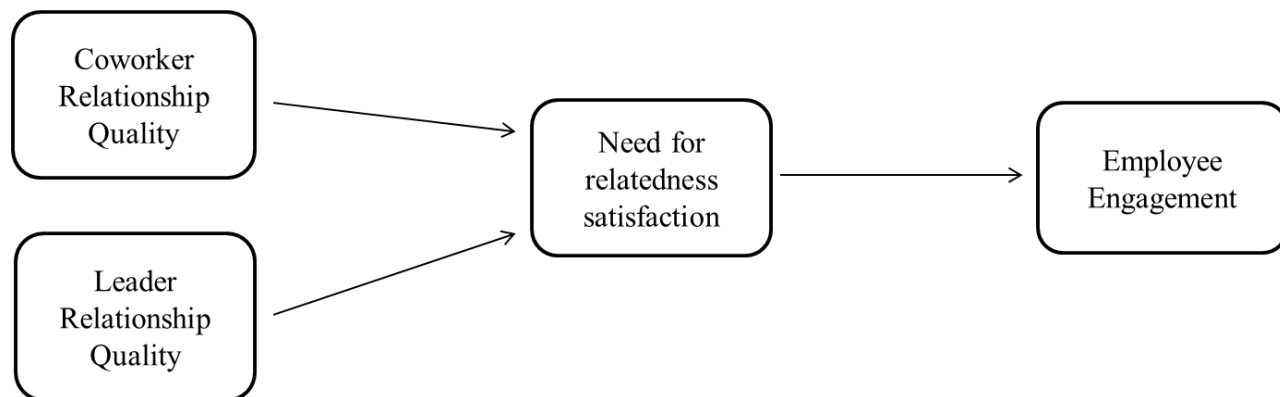 Coworker
Relationship
Quality
Leader
Relationship
Quality
Need for
relatedness
satisfaction
Employee
Engagement